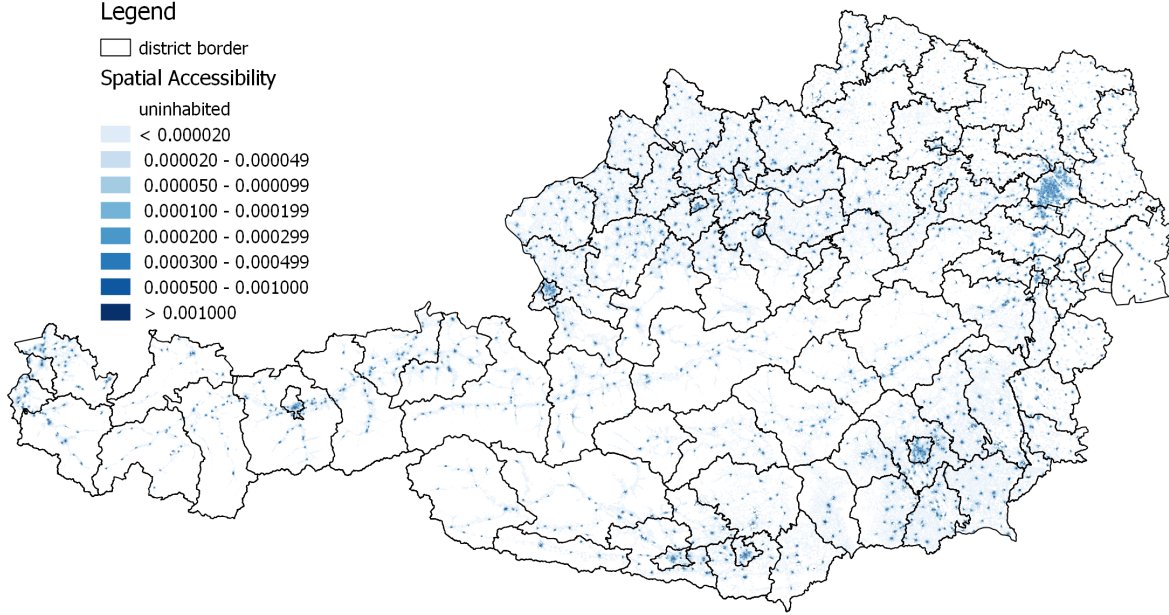 Legend
district border
Spatial Accessibility
uninhabited
< 0.000020
0.000020 - 0.000049
0.000050 - 0.000099
0.000100 - 0.000199
0.000200 - 0.000299
0.000300 - 0.000499
0.000500 - 0.001000
> 0.001000